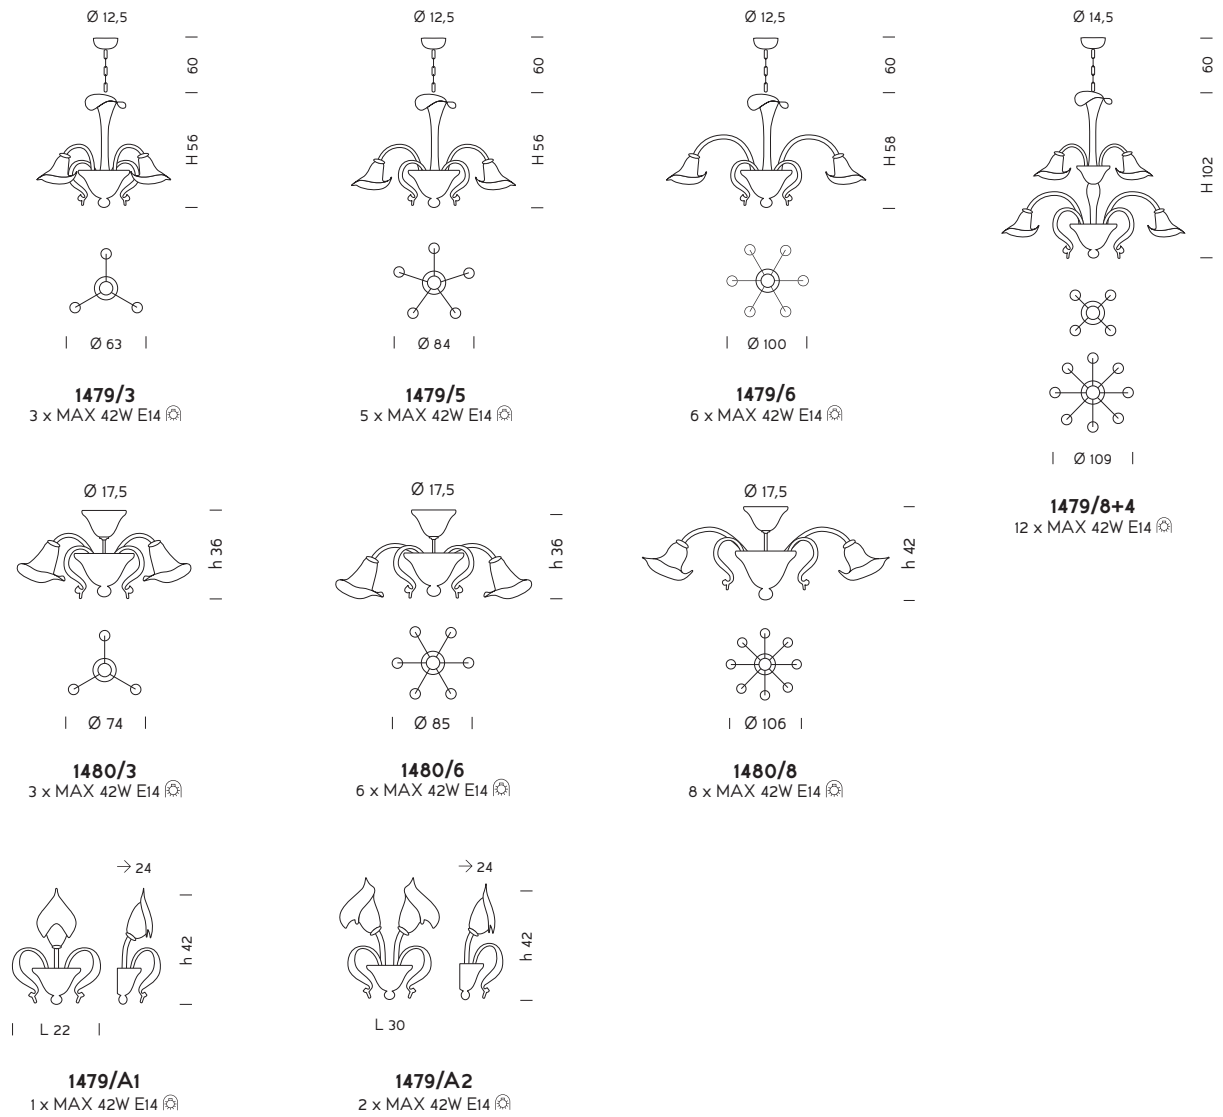 Ø 12,5
60
H 56
Ø 63
1479/3
3 x MAX 42W E14
Ø 12,5
60
H 56
Ø 84
1479/5
5 x MAX 42W E14
Ø 12,5
60
H 58
Ø 100
1479/6
6 x MAX 42W E14
Ø 14,5
60
H 102
Ø 109
1479/8+4
12 x MAX 42W E14
Ø 17,5
h 36
Ø 74
1480/3
3 x MAX 42W E14
Ø 17,5
h 36
Ø 85
1480/6
6 x MAX 42W E14
Ø 17,5
h 42
Ø 106
1480/8
8 x MAX 42W E14
→ 24
h 42
L 22
1479/A1
1 x MAX 42W E14
→ 24
h 42
L 30
1479/A2
2 x MAX 42W E14